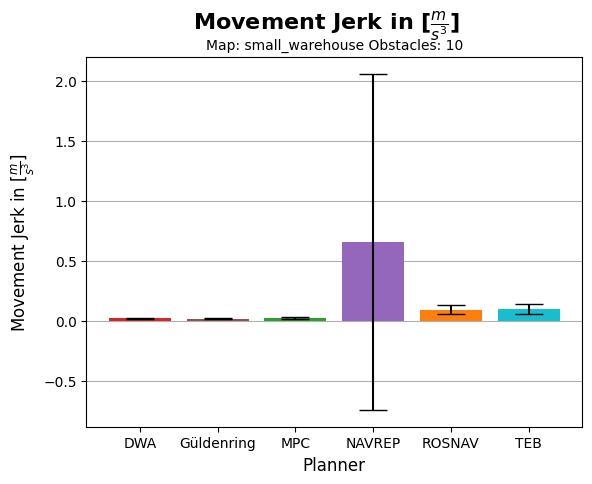 Movement Jerk in [m/s³]
Map: small_warehouse Obstacles: 10
Movement Jerk in [m/s³]
2.0
1.5
1.0
0.5
0.0
−0.5
DWA Güldenring MPC NAVREP ROSNAV TEB
Planner